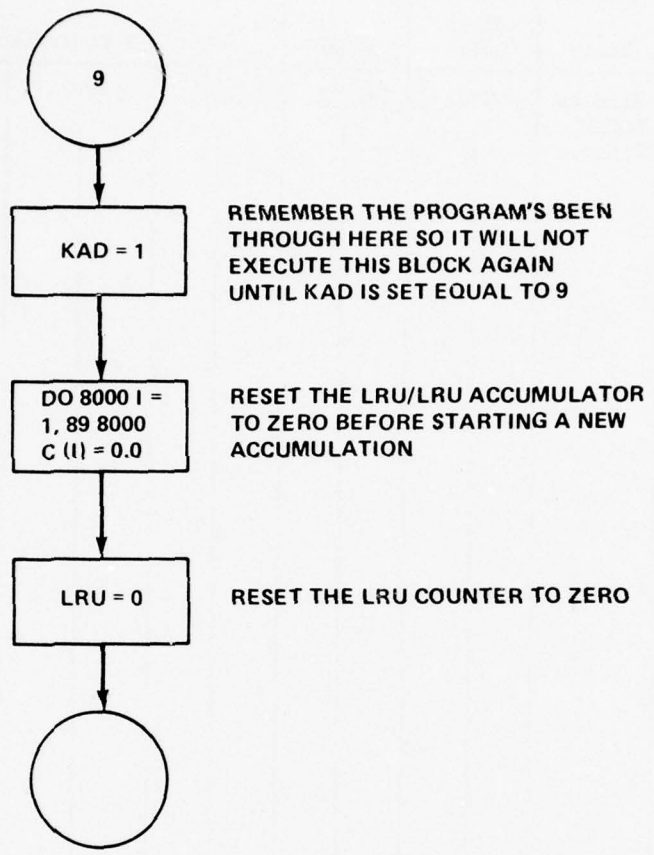 9
KAD = 1
REMEMBER THE PROGRAM'S BEEN
THROUGH HERE SO IT WILL NOT
EXECUTE THIS BLOCK AGAIN
UNTIL KAD IS SET EQUAL TO 9
DO 8000 I =
1, 89 8000
C (I) = 0.0
RESET THE LRU/LRU ACCUMULATOR
TO ZERO BEFORE STARTING A NEW
ACCUMULATION
LRU = 0
RESET THE LRU COUNTER TO ZERO